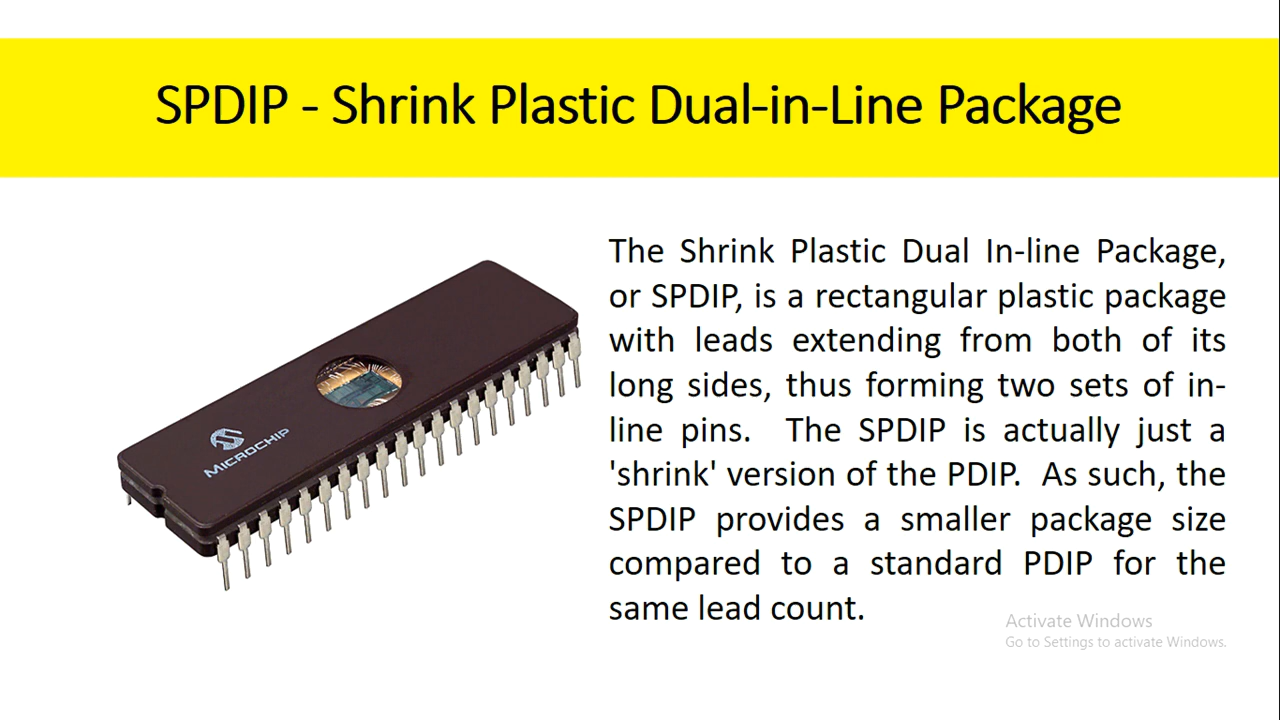 SPDIP - Shrink Plastic Dual-in-Line Package
MICROCHIP
The Shrink Plastic Dual In-line Package,
or SPDIP, is a rectangular plastic package
with leads extending from both of its
long sides, thus forming two sets of in-
line pins.  The SPDIP is actually just a
'shrink' version of the PDIP.  As such, the
SPDIP provides a smaller package size
compared to a standard PDIP for the
same lead count.
Activate Windows
Go to Settings to activate Windows.